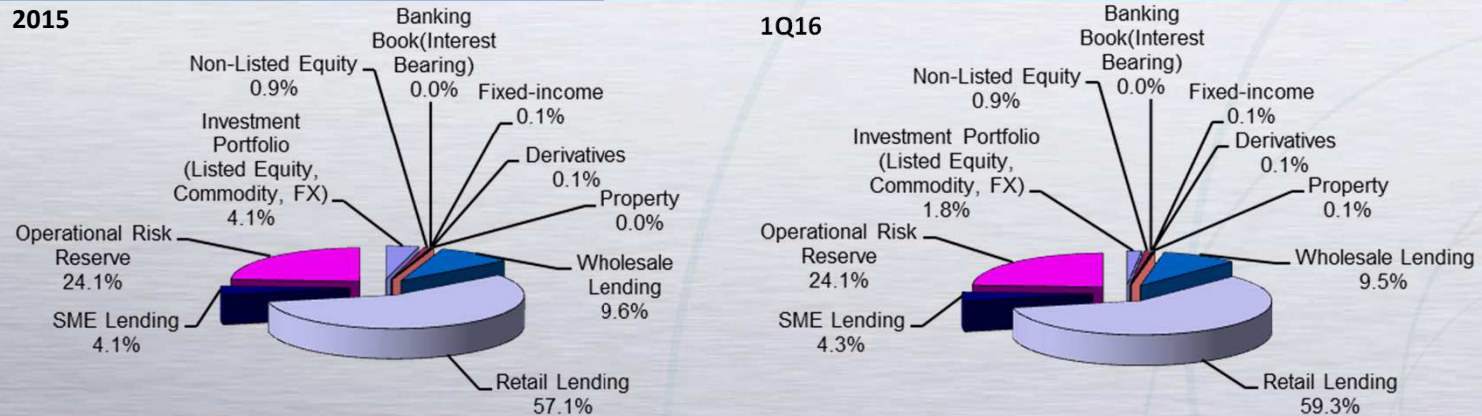 2015
Banking
Book(Interest
Bearing)
0.0%
Non-Listed Equity
0.9%
Fixed-income
0.1%
Investment
Portfolio
(Listed Equity,
Commodity, FX)
4.1%
Derivatives
0.1%
Property
0.0%
Operational Risk
Reserve
24.1%
Wholesale
Lending
9.6%
SME Lending
4.1%
Retail Lending
57.1%
1Q16
Banking
Book(Interest
Bearing)
0.0%
Non-Listed Equity
0.9%
Fixed-income
0.1%
Investment Portfolio
(Listed Equity,
Commodity, FX)
1.8%
Derivatives
0.1%
Property
0.1%
Operational Risk
Reserve
24.1%
Wholesale Lending
9.5%
SME Lending
4.3%
Retail Lending
59.3%